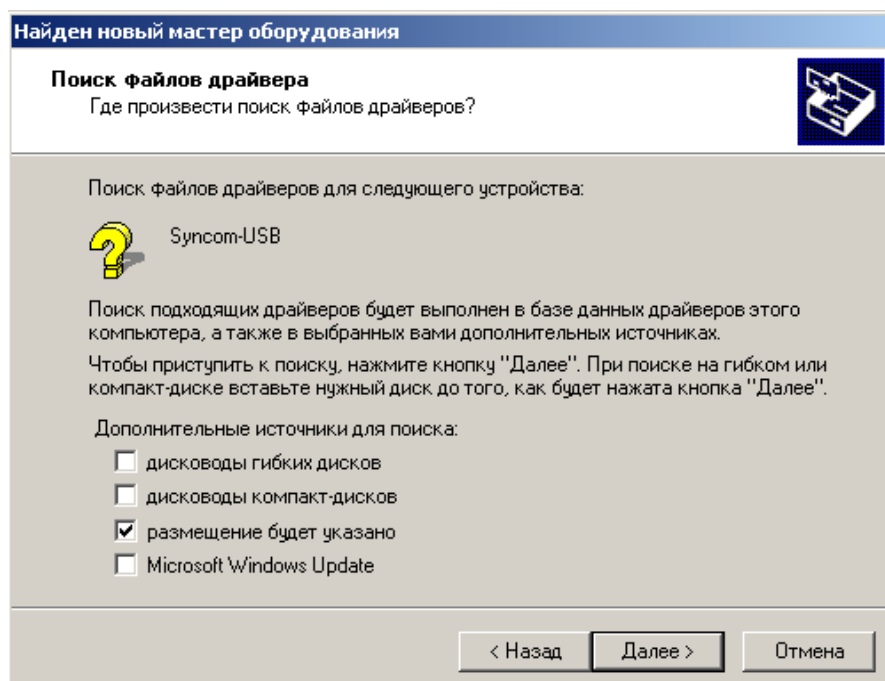 Найден новый мастер оборудования
Поиск файлов драйвера
Где произвести поиск файлов драйверов?
Поиск файлов драйверов для следующего устройства:
Syncom-USB
Поиск подходящих драйверов будет выполнен в базе данных драйверов этого
компьютера, а также в выбранных вами дополнительных источниках.
Чтобы приступить к поиску, нажмите кнопку "Далее". При поиске на гибком или
компакт-диске вставьте нужный диск до того, как будет нажата кнопка "Далее".
Дополнительные источники для поиска:
дисководы гибких дисков
дисководы компакт-дисков
размещение будет указано
Microsoft Windows Update
< Назад Далее > Отмена